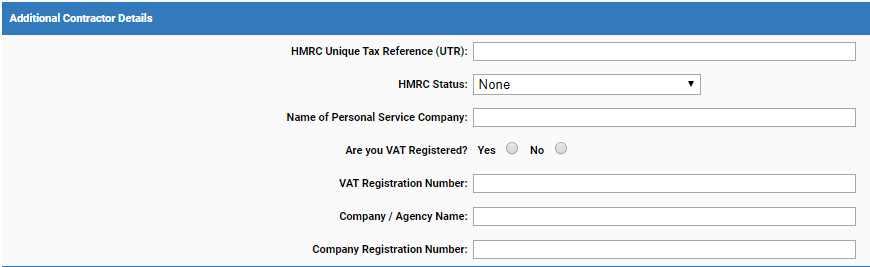 Additional Contractor Details
HMRC Unique Tax Reference (UTR):
HMRC Status: None
Name of Personal Service Company:
Are you VAT Registered? Yes No
VAT Registration Number:
Company / Agency Name:
Company Registration Number: